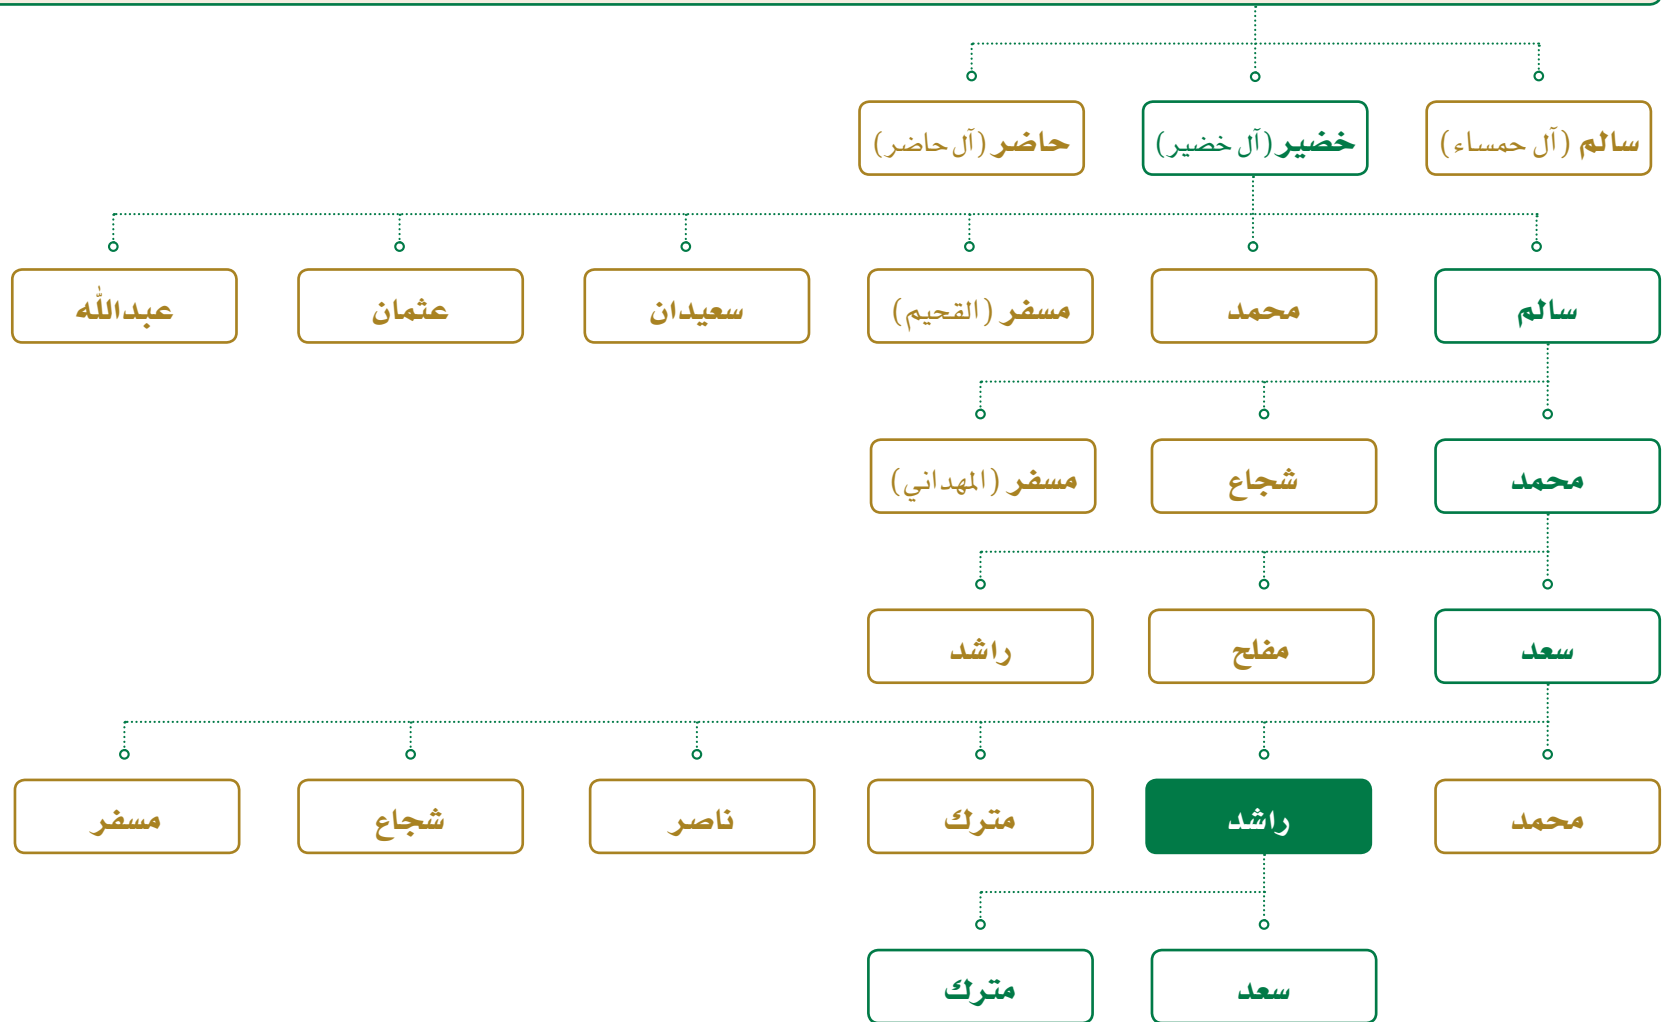 سالم (آل حمساء) خضير (آل خضير) حاضر (آل حاضر)
سالم محمد مسفر (القحيم) سعيدان عثمان عبدالله
محمد شجاع مسفر (المهداني)
سعد مفلح راشد
محمد راشد مترك ناصر شجاع مسفر
سعد مترك